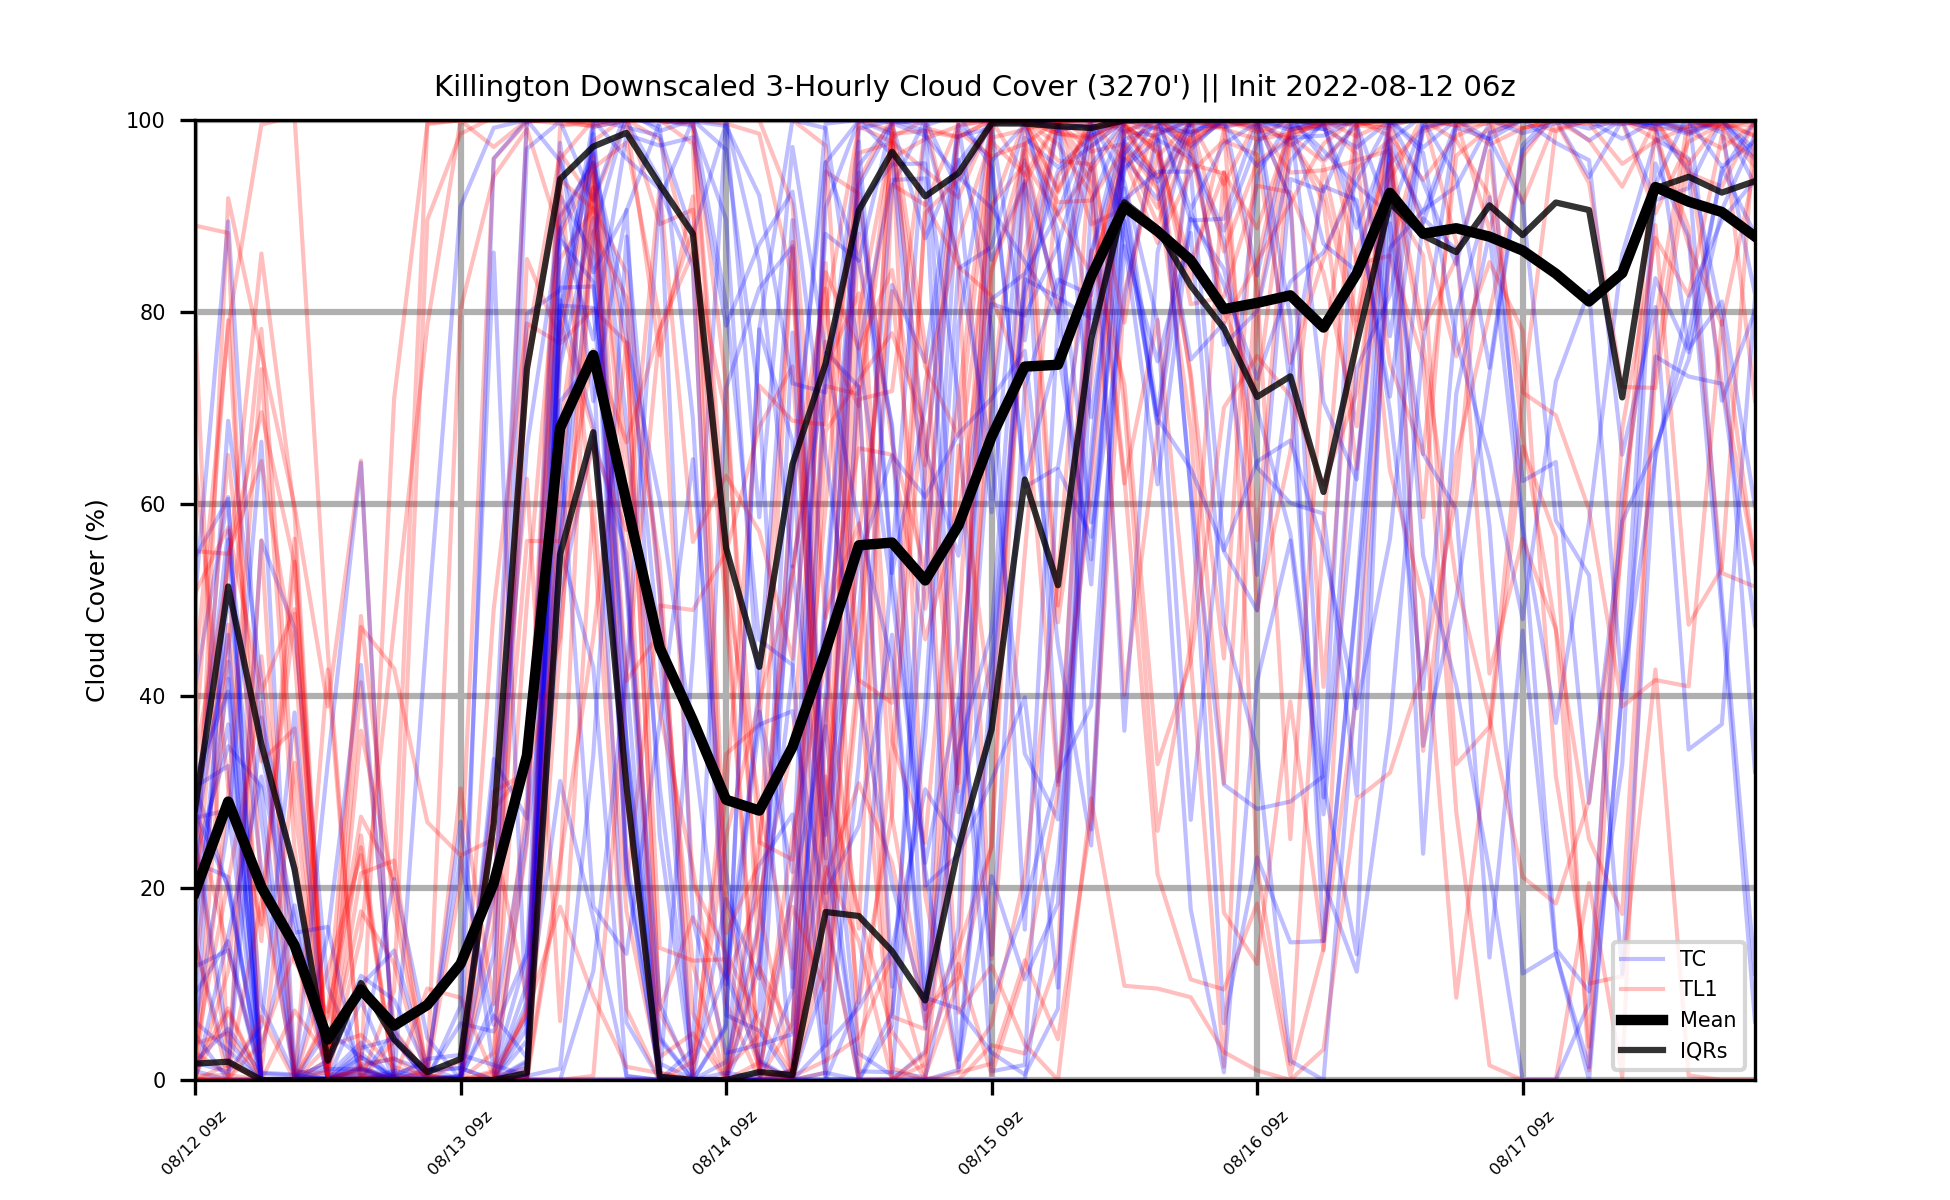 Killington Downscaled 3-Hourly Cloud Cover (3270') || Init 2022-08-12 06z
Cloud Cover (%)
100
80
60
40
20
0
TC
TL1
Mean
IQRs
08/12 09z
08/13 09z
08/14 09z
08/15 09z
08/16 09z
08/17 09z